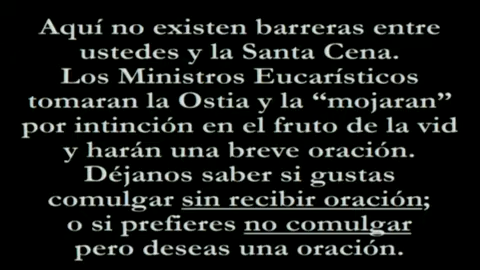 Aquí no existen barreras entre
ustedes y la Santa Cena.
Los Ministros Eucarísticos
tomaran la Ostia y la “mojaran”
por intinción en el fruto de la vid
y harán una breve oración.
Déjanos saber si gustas
comulgar sin recibir oración;
o si prefieres no comulgar
pero deseas una oración.